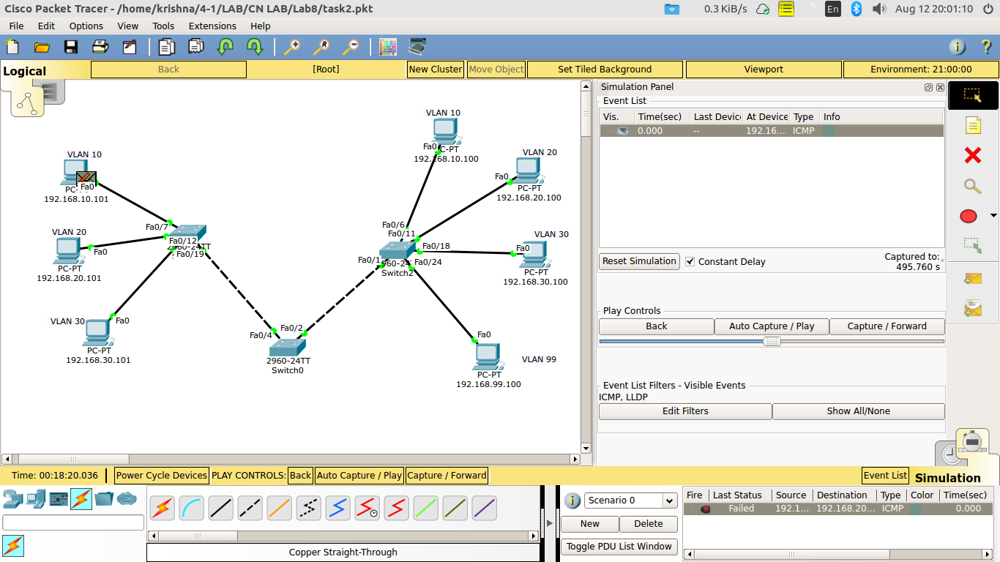 Cisco Packet Tracer - /home/krishna/4-1/LAB/CN LAB/Lab8/task2.pkt
0.3 KiB/s
En
Aug 12 20:01:10
File Edit Options View Tools Extensions Help
Logical
Back
[Root]
New Cluster
Move Object
Set Tiled Background
Viewport
Environment: 21:00:00
VLAN 10
Fa0
192.168.10.101
VLAN 20
Fa0
PC-PT
192.168.20.101
VLAN 30
Fa0
PC-PT
192.168.30.101
Fa0/7
Fa0/12
Fa0/19
Fa0/4
Fa0/2
2960-24TT
Switch0
VLAN 10
Fa0
192.168.10.100
VLAN 20
Fa0
PC-PT
192.168.20.100
VLAN 30
Fa0
PC-PT
192.168.30.100
Fa0/6
Fa0/11
Fa0/18
Fa0/1
Fa0/24
Switch2
Fa0
PC-PT
192.168.99.100
VLAN 99
Simulation Panel
Event List
Vis. Time(sec) Last Devic At Device Type Info
0.000 -- 192.16... ICMP
Reset Simulation
Constant Delay
Captured to:
495.760 s
Play Controls
Back
Auto Capture / Play
Capture / Forward
Event List Filters - Visible Events
ICMP, LLDP
Edit Filters
Show All/None
Time: 00:18:20.036
Power Cycle Devices
PLAY CONTROLS:
Back
Auto Capture / Play
Capture / Forward
Event List
Simulation
Copper Straight-Through
Scenario 0
New
Delete
Toggle PDU List Window
Fire Last Status Source Destination Type Color Time(sec)
Failed 192.1... 192.168.20... ICMP 0.000